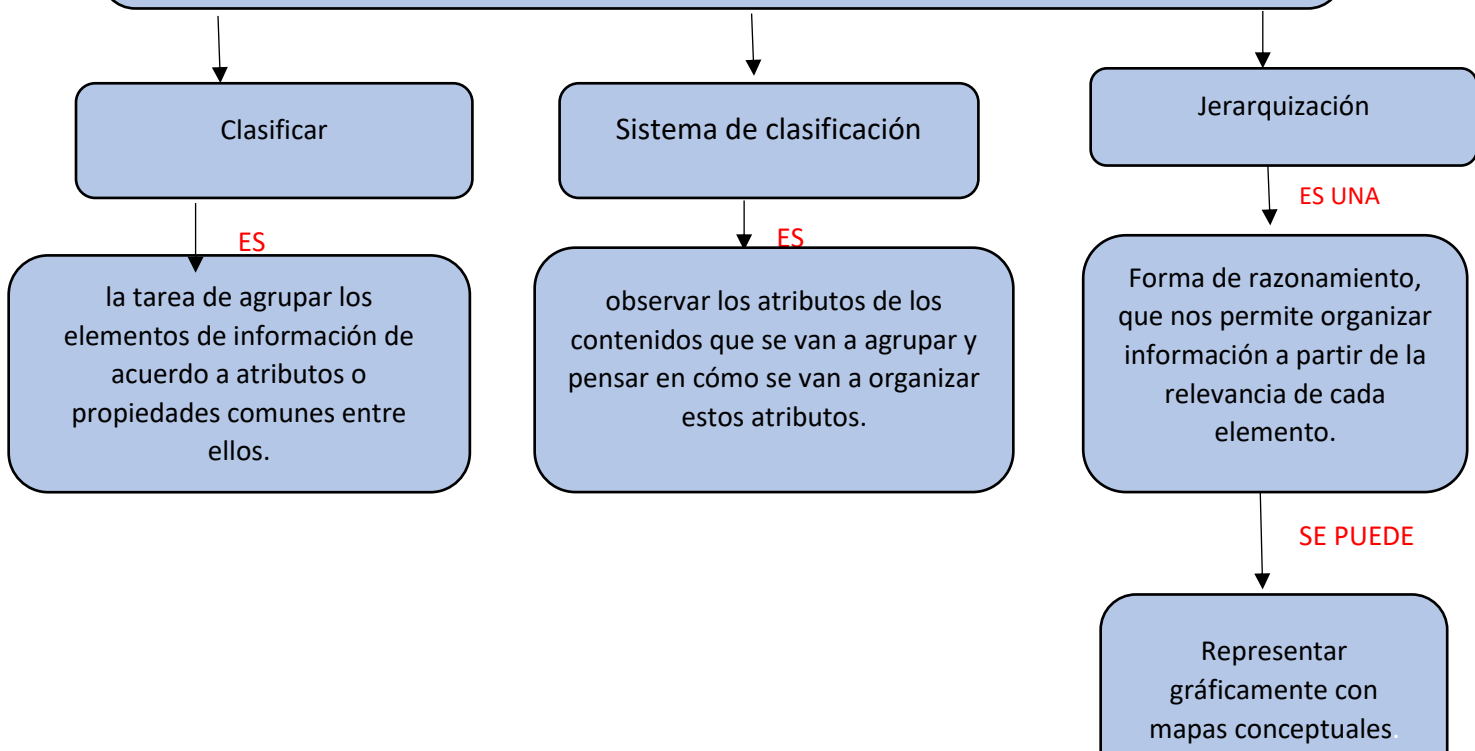 Clasificar
ES
la tarea de agrupar los
elementos de información de
acuerdo a atributos o
propiedades comunes entre
ellos.
Sistema de clasificación
ES
observar los atributos de los
contenidos que se van a agrupar y
pensar en cómo se van a organizar
estos atributos.
Jerarquización
ES UNA
Forma de razonamiento,
que nos permite organizar
información a partir de la
relevancia de cada
elemento.
SE PUEDE
Representar
gráficamente con
mapas conceptuales.